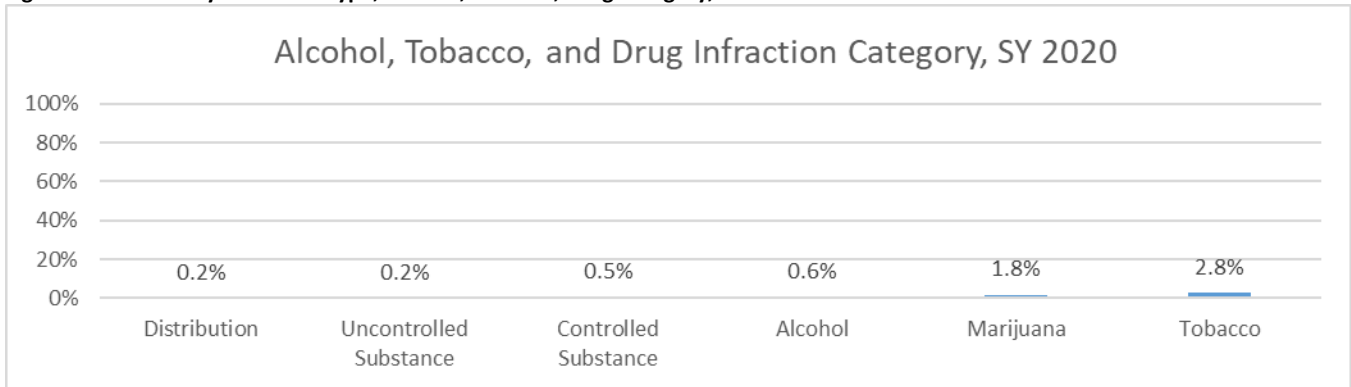 Alcohol, Tobacco, and Drug Infraction Category, SY 2020
100%
80%
60%
40%
20%
0%
0.2%
0.2%
0.5%
0.6%
1.8%
2.8%
Distribution
Uncontrolled
Substance
Controlled
Substance
Alcohol
Marijuana
Tobacco